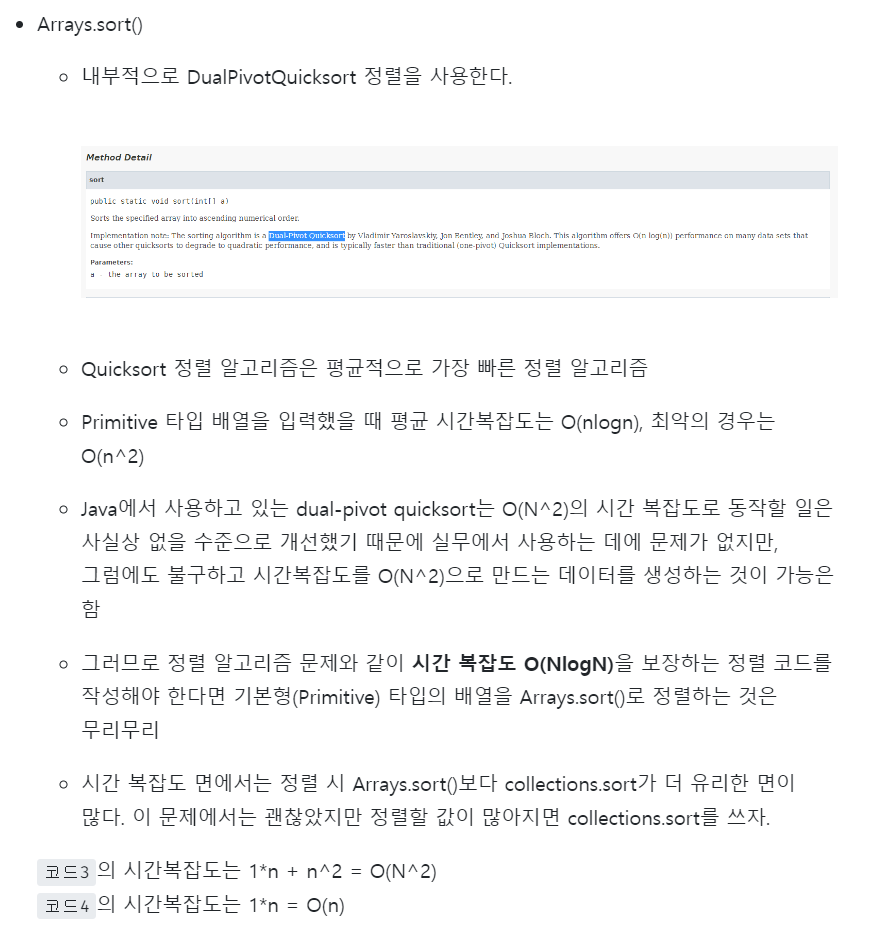 Arrays.sort()
내부적으로 DualPivotQuicksort 정렬을 사용한다.
Method Detail
sort
public static void sort(int[] a)
Sorts the specified array into ascending numerical order.
Implementation note: The sorting algorithm is a Dual-Pivot Quicksort by Vladimir Yaroslavskiy, Jon Bentley, and Joshua Bloch. This algorithm offers O(n log(n)) performance on many data sets that
cause other quicksorts to degrade to quadratic performance, and is typically faster than traditional (one-pivot) Quicksort implementations.
Parameters:
a - the array to be sorted
Quicksort 정렬 알고리즘은 평균적으로 가장 빠른 정렬 알고리즘
Primitive 타입 배열을 입력했을 때 평균 시간복잡도는 O(nlogn), 최악의 경우는
O(n^2)
Java에서 사용하고 있는 dual-pivot quicksort는 O(N^2)의 시간 복잡도로 동작할 일은
사실상 없을 수준으로 개선했기 때문에 실무에서 사용하는 데에 문제가 없지만,
그럼에도 불구하고 시간복잡도를 O(N^2)으로 만드는 데이터를 생성하는 것이 가능은
함
그러므로 정렬 알고리즘 문제와 같이 시간 복잡도 O(NlogN)을 보장하는 정렬 코드를
작성해야 한다면 기본형(Primitive) 타입의 배열을 Arrays.sort()로 정렬하는 것은
무리무리
시간 복잡도 면에서는 정렬 시 Arrays.sort()보다 collections.sort가 더 유리한 면이
많다. 이 문제에서는 괜찮았지만 정렬할 값이 많아지면 collections.sort를 쓰자.
코드3의 시간복잡도는 1*n + n^2 = O(N^2)
코드4의 시간복잡도는 1*n = O(n)